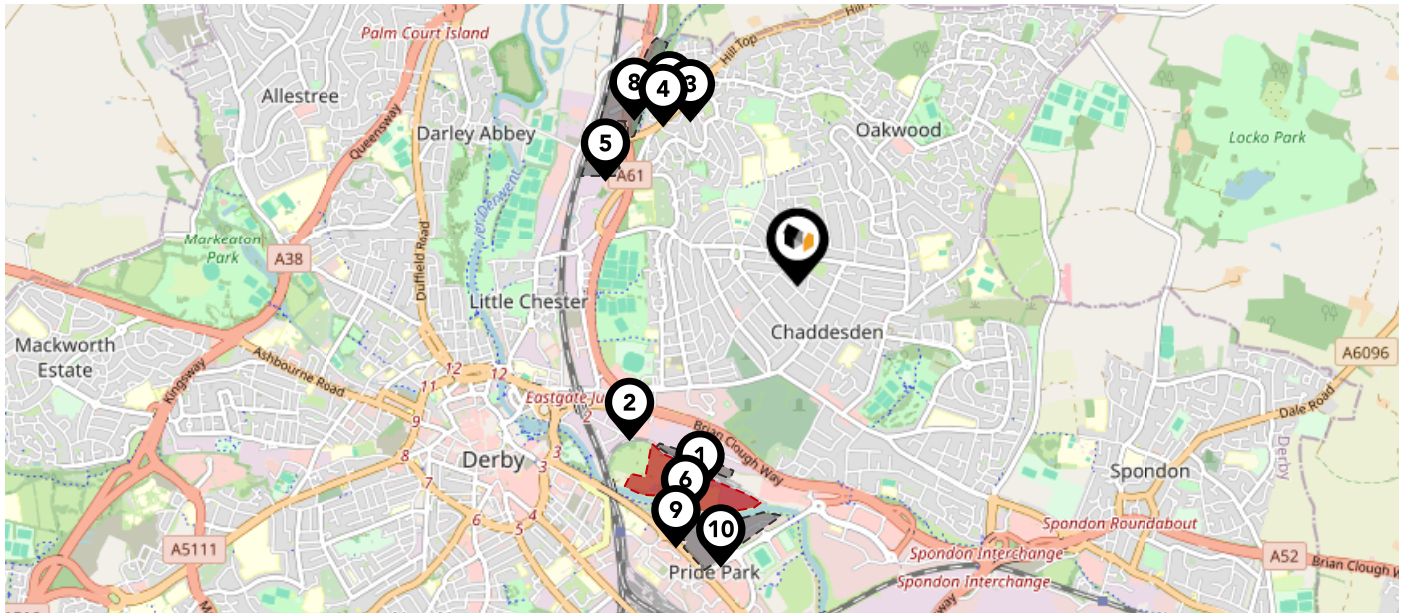 Palm Court Island
Hill Top
Hill
Allestree
8
4
3
Queensway
Darley Abbey
Oakwood
Locko Park
5
A61
River Derwent
Markeaton
Park
A38
Duffield Road
Little Chester
Chaddesden
Mackworth
Estate
A6096
Ashbourne Road
Kingsway
12
12
11
Eastgate Ju
2
2
Dale Road
9
Brian Clough Way
Derby
8
Derby
3
3
1
Spondon
7
6
9
10
6
5
4
Spondon Roundabout
A5111
Spondon Interchange
A52
Brian Clough W
Pride Park
Spondon Interchange
way